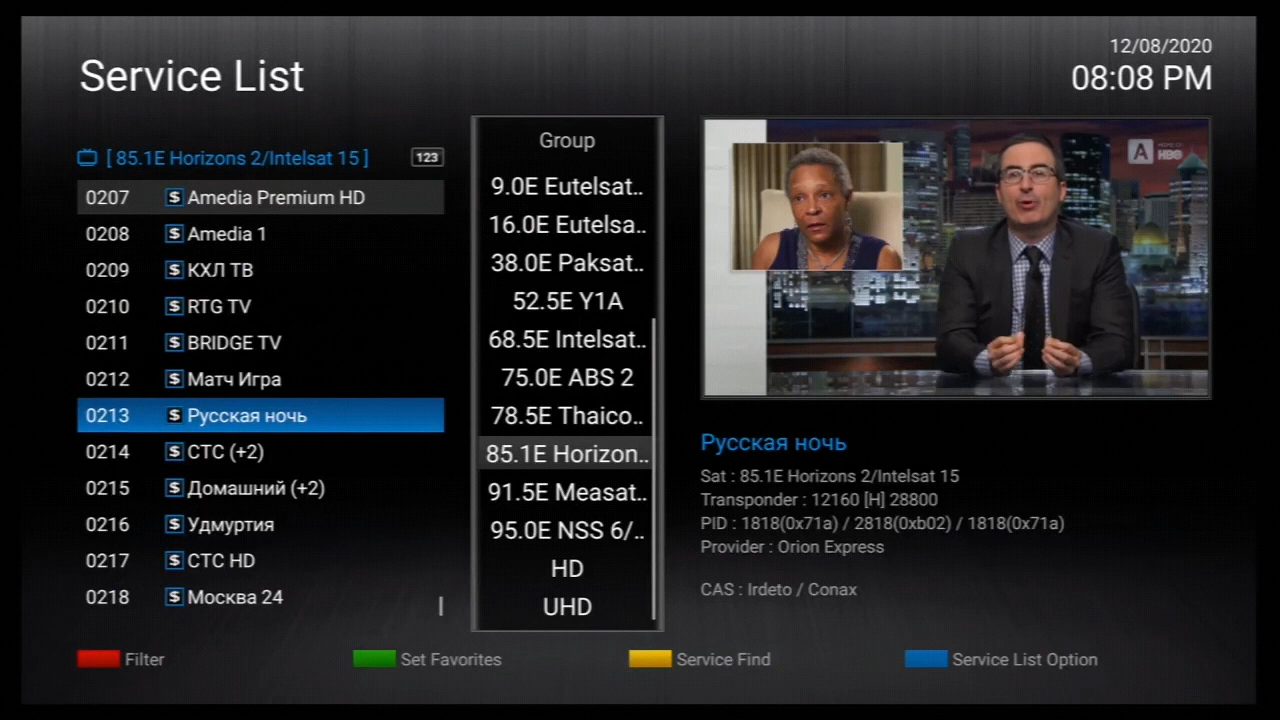 Service List
12/08/2020
08:08 PM
[ 85.1E Horizons 2/Intelsat 15 ]
123
0207 $ Amedia Premium HD
0208 $ Amedia 1
0209 $ КХЛ ТВ
0210 $ RTG TV
0211 $ BRIDGE TV
0212 $ Матч Игра
0213 $ Русская ночь
0214 $ СТС (+2)
0215 $ Домашний (+2)
0216 $ Удмуртия
0217 $ СТС HD
0218 $ Москва 24
Group
9.0E Eutelsat..
16.0E Eutelsa..
38.0E Paksat..
52.5E Y1A
68.5E Intelsat..
75.0E ABS 2
78.5E Thaico..
85.1E Horizon..
91.5E Measat..
95.0E NSS 6/..
HD
UHD
A HOME OF HBO
Русская ночь
Sat : 85.1E Horizons 2/Intelsat 15
Transponder : 12160 [H] 28800
PID : 1818(0x71a) / 2818(0xb02) / 1818(0x71a)
Provider : Orion Express
CAS : Irdeto / Conax
Filter
Set Favorites
Service Find
Service List Option